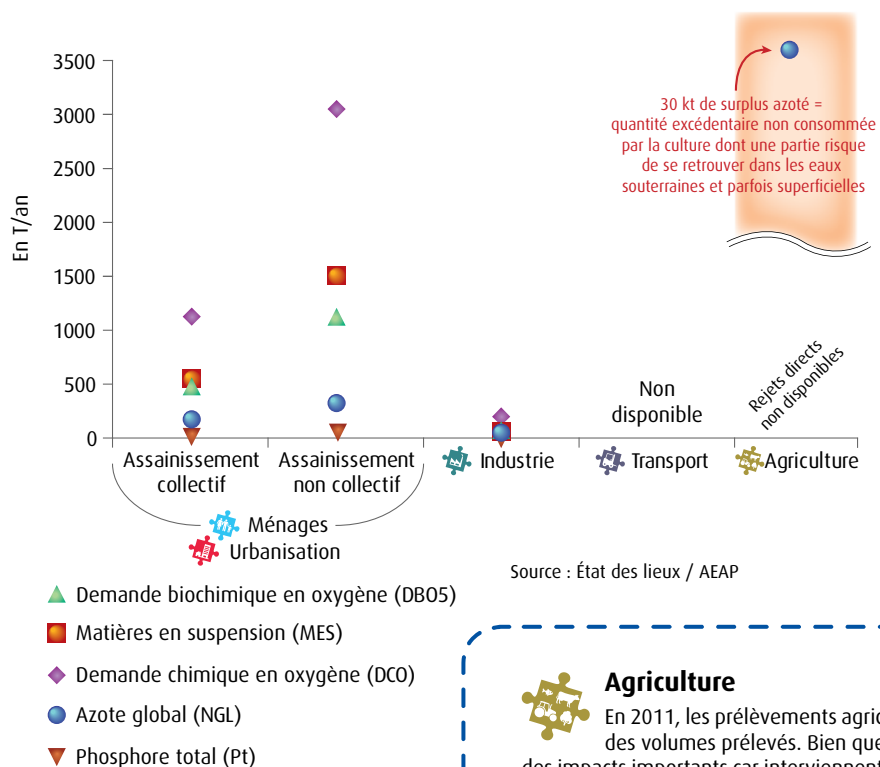 3500
3000
2500
2000
1500
1000
500
0
En T/an
30 kt de surplus azoté =
quantité excédentaire non consommée
par la culture dont une partie risque
de se retrouver dans les eaux
souterraines et parfois superficielles
Non
disponible
Rejets directs
non disponibles
Assainissement
collectif
Assainissement
non collectif
Industrie
Transport
Agriculture
Ménages
Urbanisation
Source : État des lieux / AEAP
Demande biochimique en oxygène (DBO5)
Matières en suspension (MES)
Demande chimique en oxygène (DCO)
Azote global (NGL)
Phosphore total (Pt)
Agriculture
En 2011, les prélèvements agric
des volumes prélevés. Bien que